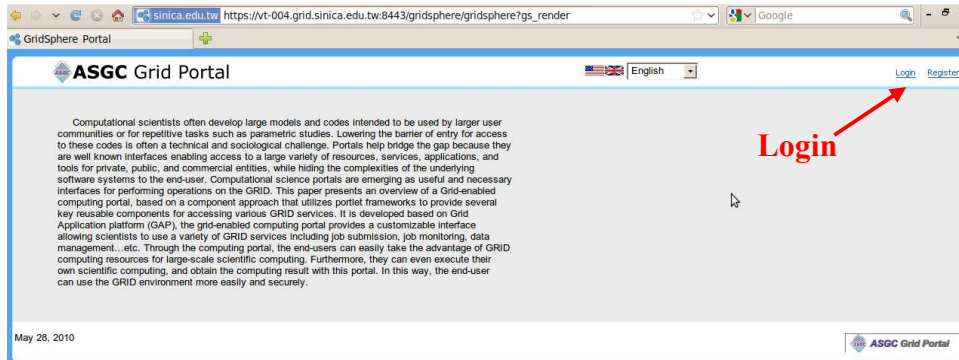 sinica.edu.tw https://vt-004.grid.sinica.edu.tw:8443/gridsphere/gridsphere?gs_render
Google
GridSphere Portal
ASGC Grid Portal
English
Login Register
Login
Computational scientists often develop large models and codes intended to be used by larger user
communities or for repetitive tasks such as parametric studies. Lowering the barrier of entry for access
to these codes is often a technical and sociological challenge. Portals help bridge the gap because they
are well known interfaces enabling access to a large variety of resources, services, applications, and
tools for private, public, and commercial entities, while hiding the complexities of the underlying
software systems to the end-user. Computational science portals are emerging as useful and necessary
interfaces for performing operations on the GRID. This paper presents an overview of a Grid-enabled
computing portal, based on a component approach that utilizes portlet frameworks to provide several
key reusable components for accessing various GRID services. It is developed based on Grid
Application platform (GAP), the grid-enabled computing portal provides a customizable interface
allowing scientists to use a variety of GRID services including job submission, job monitoring, data
management…etc. Through the computing portal, the end-users can easily take the advantage of GRID
computing resources for large-scale scientific computing. Furthermore, they can even execute their
own scientific computing, and obtain the computing result with this portal. In this way, the end-user
can use the GRID environment more easily and securely.
May 28, 2010
ASGC Grid Portal